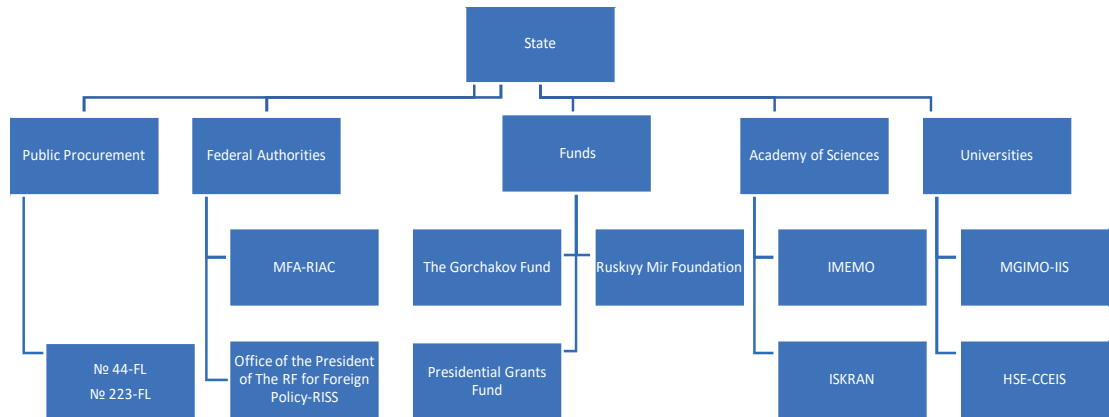 State
Public Procurement
Federal Authorities
Funds
Academy of Sciences
Universities
MFA-RIAC
The Gorchakov Fund
Ruskıyy Mir Foundation
IMEMO
MGIMO-IIS
№ 44-FL
№ 223-FL
Office of the President
of The RF for Foreign
Policy-RISS
Presidential Grants
Fund
ISKRAN
HSE-CCEIS